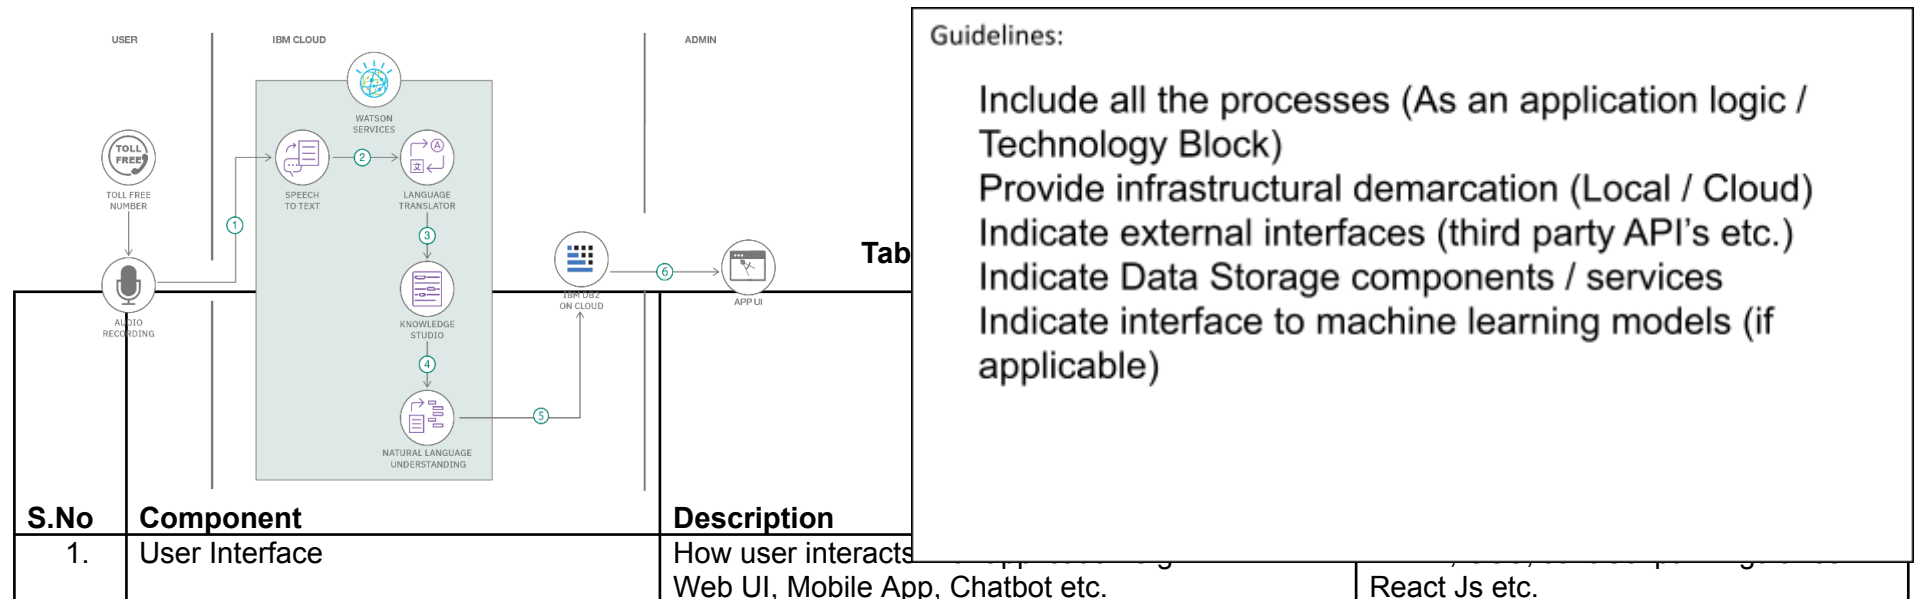 USER
IBM CLOUD
ADMIN
WATSON
SERVICES
TOLL
FREE
TOLL FREE
NUMBER
SPEECH
TO TEXT
2
A
文
LANGUAGE
TRANSLATOR
1
3
AUDIO
RECORDING
KNOWLEDGE
STUDIO
4
NATURAL LANGUAGE
UNDERSTANDING
5
IBM DB2
ON CLOUD
6
APP UI
Tab
Guidelines:
Include all the processes (As an application logic /
Technology Block)
Provide infrastructural demarcation (Local / Cloud)
Indicate external interfaces (third party API's etc.)
Indicate Data Storage components / services
Indicate interface to machine learning models (if
applicable)
S.No Component Description
1. User Interface How user interacts
Web UI, Mobile App, Chatbot etc. React Js etc.